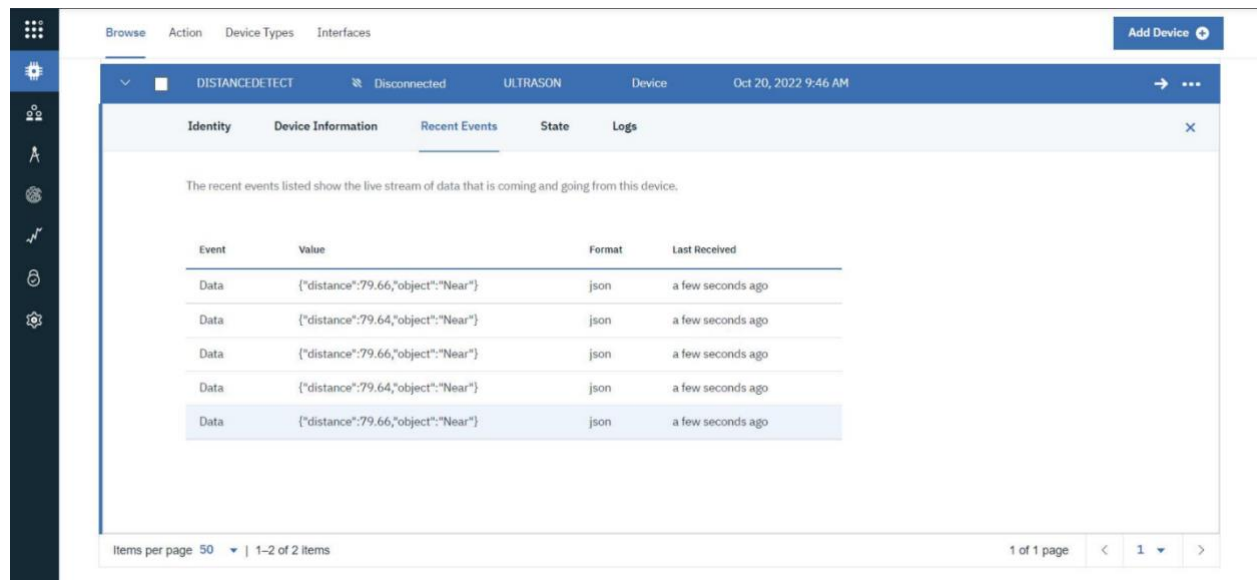 Browse Action Device Types Interfaces Add Device
DISTANCEDETECT Disconnected ULTRASON Device Oct 20, 2022 9:46 AM
Identity Device Information Recent Events State Logs
The recent events listed show the live stream of data that is coming and going from this device.
Event Value Format Last Received
Data {"distance":79.66,"object":"Near"} json a few seconds ago
Data {"distance":79.64,"object":"Near"} json a few seconds ago
Data {"distance":79.66,"object":"Near"} json a few seconds ago
Data {"distance":79.64,"object":"Near"} json a few seconds ago
Data {"distance":79.66,"object":"Near"} json a few seconds ago
Items per page 50 | 1–2 of 2 items 1 of 1 page < 1 >